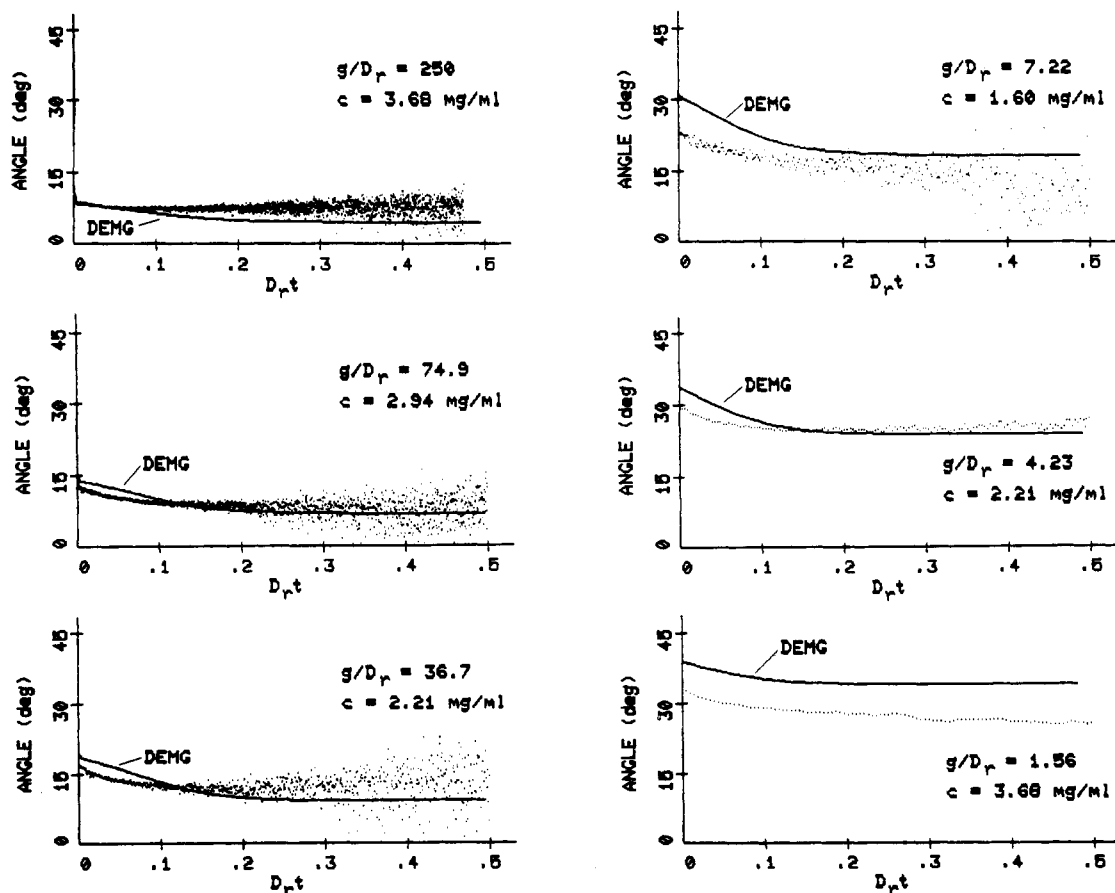 45
30
15
0
ANGLE (deg)
g/Dr = 250
c = 3.68 mg/ml
DEMG
0 .1 .2 .3 .4 .5
Drt
45
30
15
0
ANGLE (deg)
g/Dr = 74.9
c = 2.94 mg/ml
DEMG
0 .1 .2 .3 .4 .5
Drt
45
30
15
0
ANGLE (deg)
g/Dr = 36.7
c = 2.21 mg/ml
DEMG
0 .1 .2 .3 .4 .5
Drt
45
30
15
0
ANGLE (deg)
g/Dr = 7.22
c = 1.60 mg/ml
DEMG
0 .1 .2 .3 .4 .5
Drt
45
30
15
0
ANGLE (deg)
DEMG
g/Dr = 4.23
c = 2.21 mg/ml
0 .1 .2 .3 .4 .5
Drt
45
30
15
0
ANGLE (deg)
DEMG
g/Dr = 1.56
c = 3.68 mg/ml
0 .1 .2 .3 .4 .5
Drt